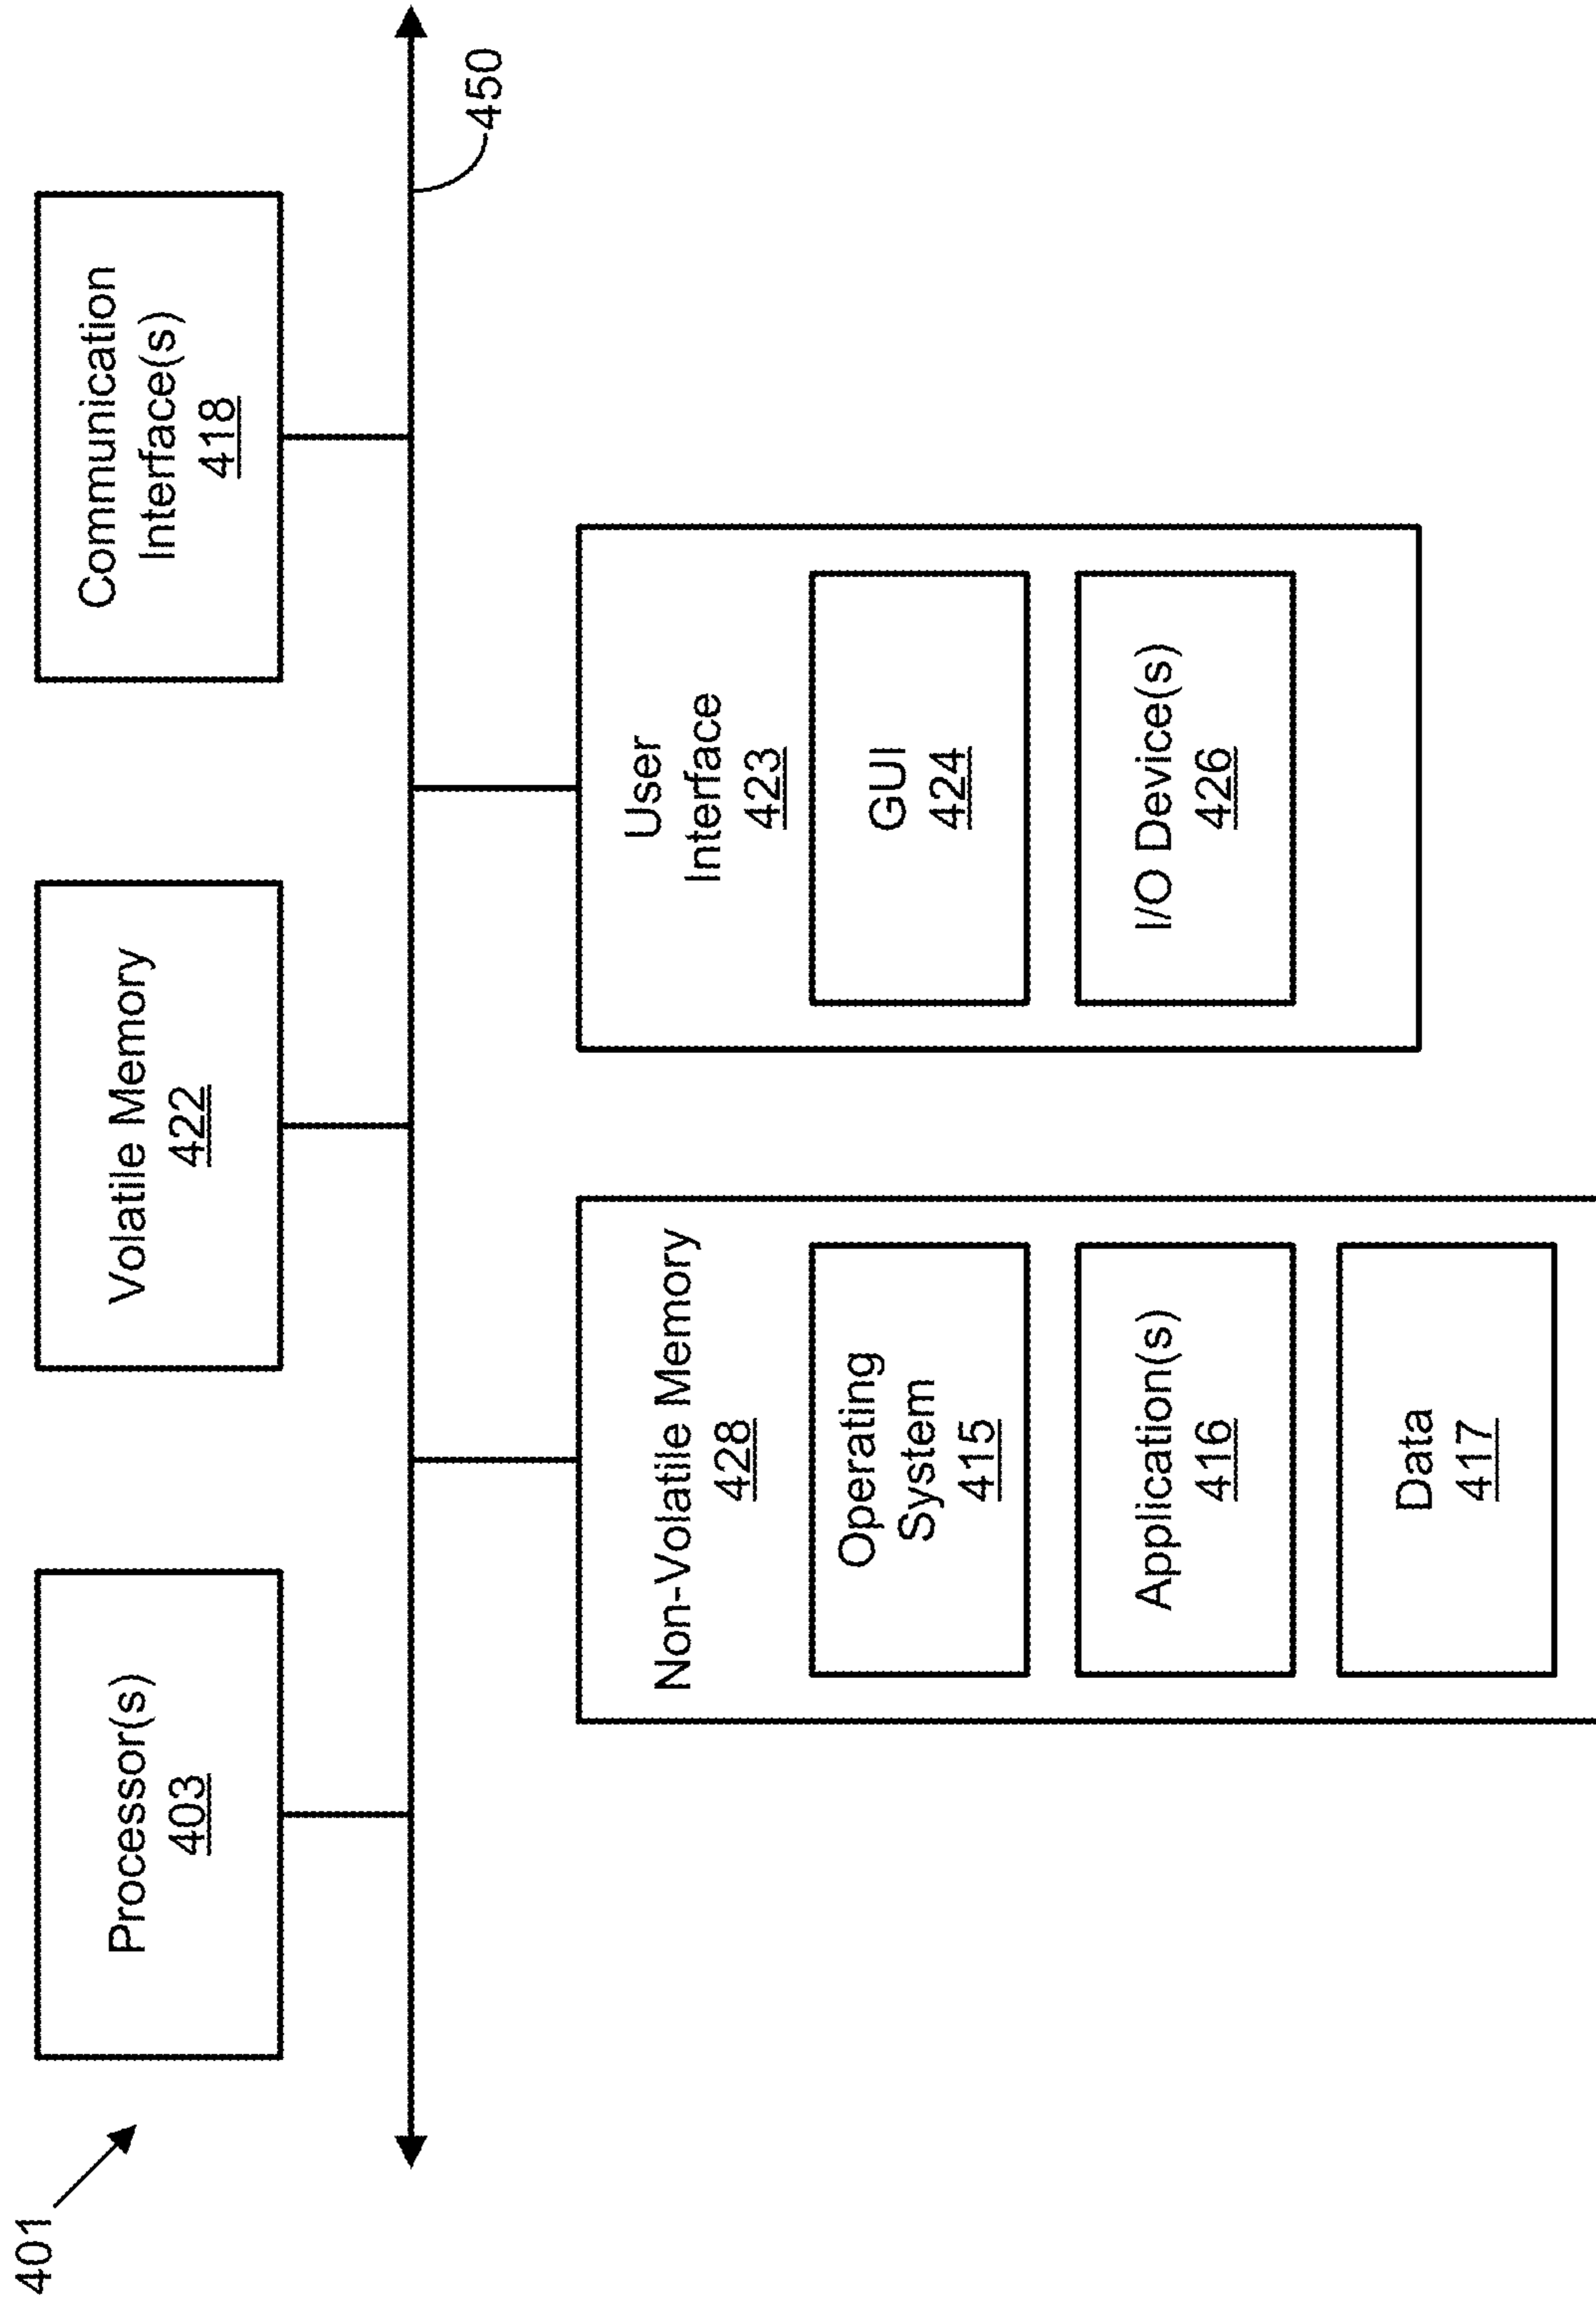 401
Processor(s)
403
Volatile Memory
422
Communication
Interface(s)
418
450
Non-Volatile Memory
428
Operating
System
415
Application(s)
416
Data
417
User
Interface
423
GUI
424
I/O Device(s)
426